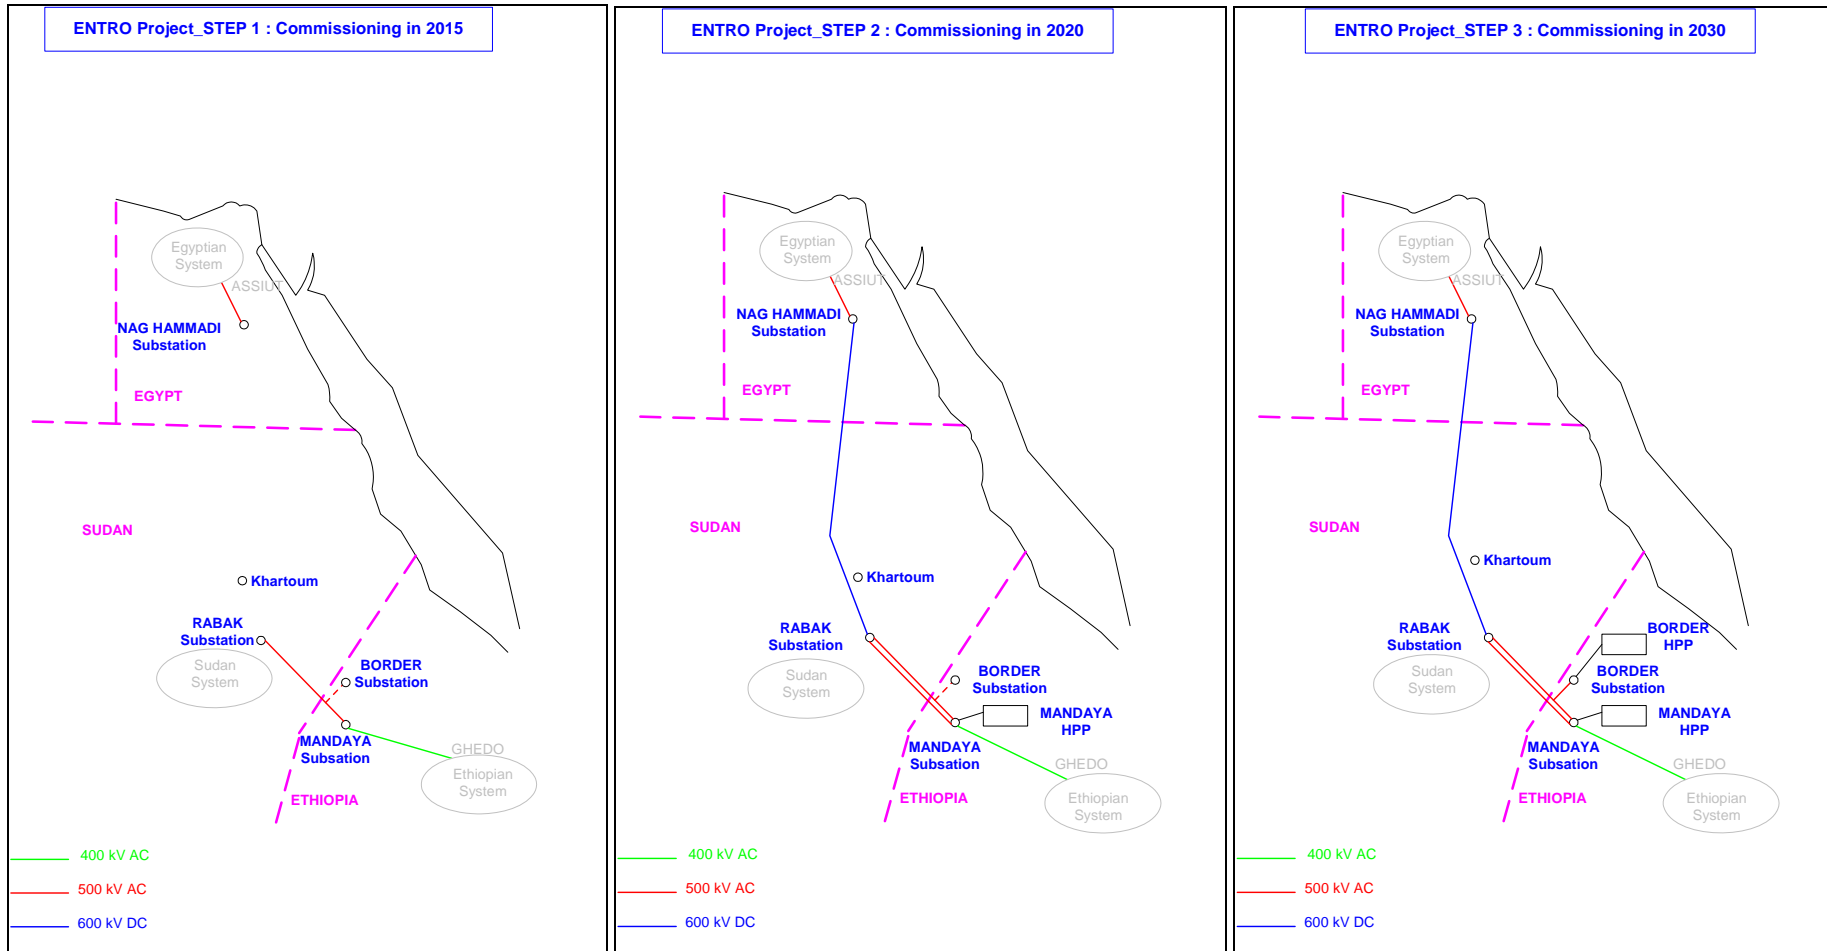 ENTRO Project_STEP 1 : Commissioning in 2015
Egyptian
System
ASSIUT
NAG HAMMADI
Substation
EGYPT
SUDAN
Khartoum
RABAK
Substation
Sudan
System
BORDER
Substation
MANDAYA
Subsation
GHEDO
Ethiopian
System
ETHIOPIA
400 kV AC
500 kV AC
600 kV DC
ENTRO Project_STEP 2 : Commissioning in 2020
Egyptian
System
ASSIUT
NAG HAMMADI
Substation
EGYPT
SUDAN
Khartoum
RABAK
Substation
Sudan
System
BORDER
Substation
MANDAYA
HPP
MANDAYA
Subsation
GHEDO
Ethiopian
System
ETHIOPIA
400 kV AC
500 kV AC
600 kV DC
ENTRO Project_STEP 3 : Commissioning in 2030
Egyptian
System
ASSIUT
NAG HAMMADI
Substation
EGYPT
SUDAN
Khartoum
RABAK
Substation
Sudan
System
BORDER
HPP
BORDER
Substation
MANDAYA
HPP
MANDAYA
Subsation
GHEDO
Ethiopian
System
ETHIOPIA
400 kV AC
500 kV AC
600 kV DC